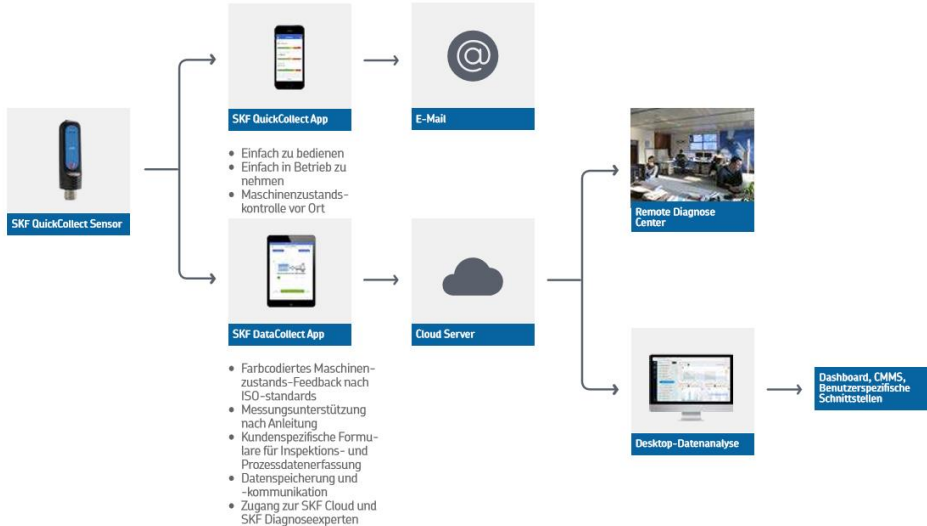 SKF QuickCollect Sensor
SKF QuickCollect App
• Einfach zu bedienen
• Einfach in Betrieb zu
nehmen
• Maschinenzustands-
kontrolle vor Ort
E-Mail
SKF DataCollect App
• Farbcodiertes Maschinen-
zustands-Feedback nach
ISO-standards
• Messungsunterstützung
nach Anleitung
• Kundenspezifische Formu-
lare für Inspektions- und
Prozessdatenerfassung
• Datenspeicherung und
-kommunikation
• Zugang zur SKF Cloud und
SKF Diagnoseexperten
Cloud Server
Remote Diagnose
Center
Desktop-Datenanalyse
Dashboard, CMMS,
Benutzerspezifische
Schnittstellen